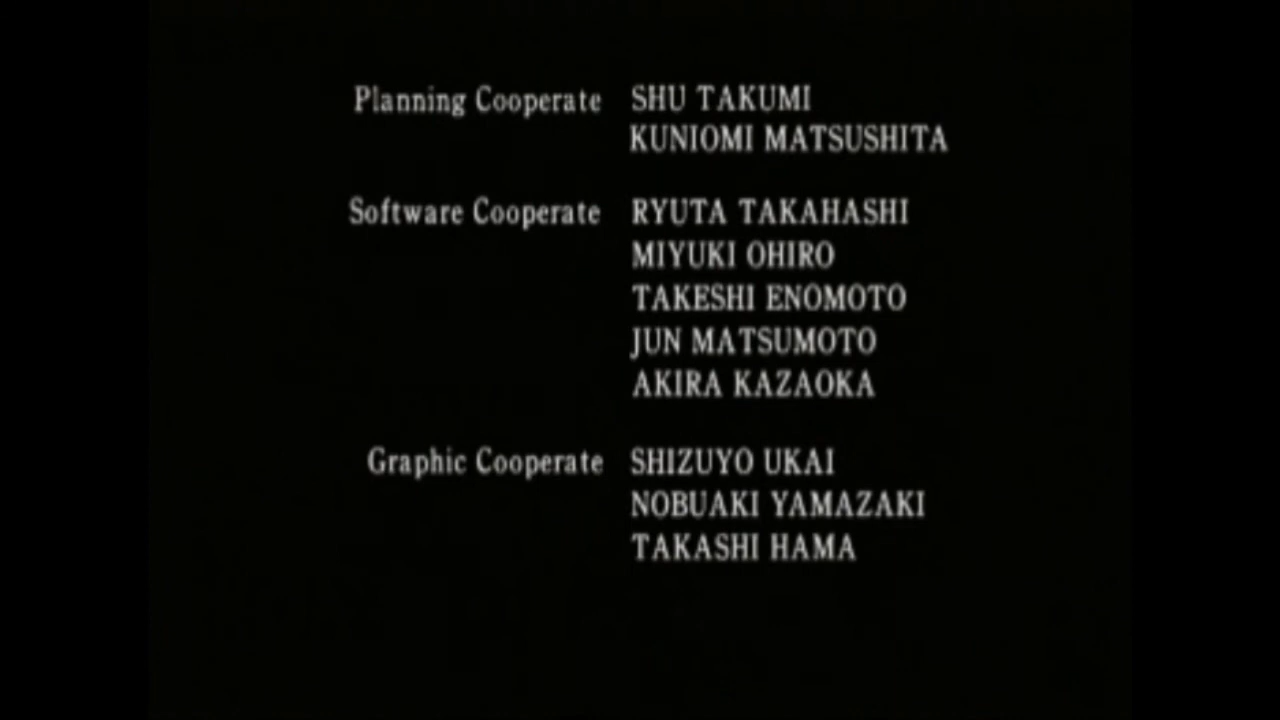 Planning Cooperate SHU TAKUMI
KUNIOMI MATSUSHITA
Software Cooperate RYUTA TAKAHASHI
MIYUKI OHIRO
TAKESHI ENOMOTO
JUN MATSUMOTO
AKIRA KAZAOKA
Graphic Cooperate SHIZUYO UKAI
NOBUAKI YAMAZAKI
TAKASHI HAMA